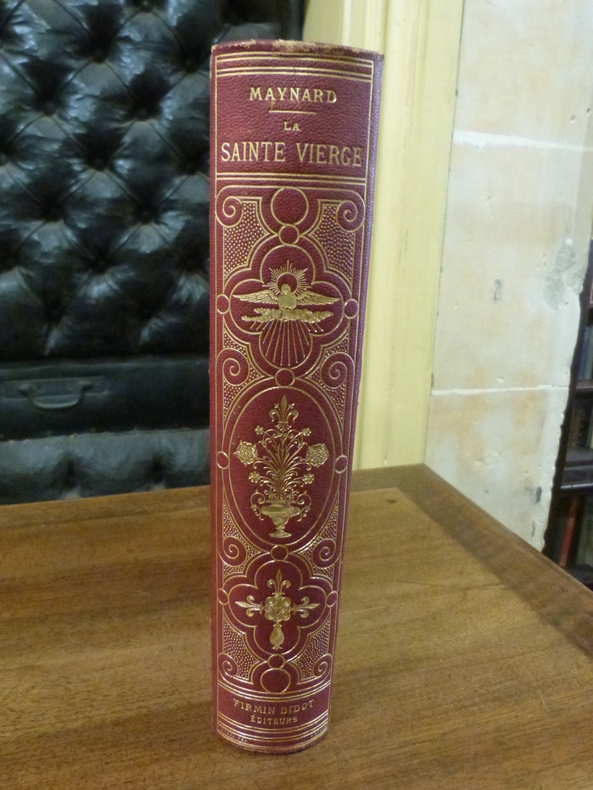 MAYNARD
LA
SAINTE VIERGE
FIRMIN DIDOT
ÉDITEURS